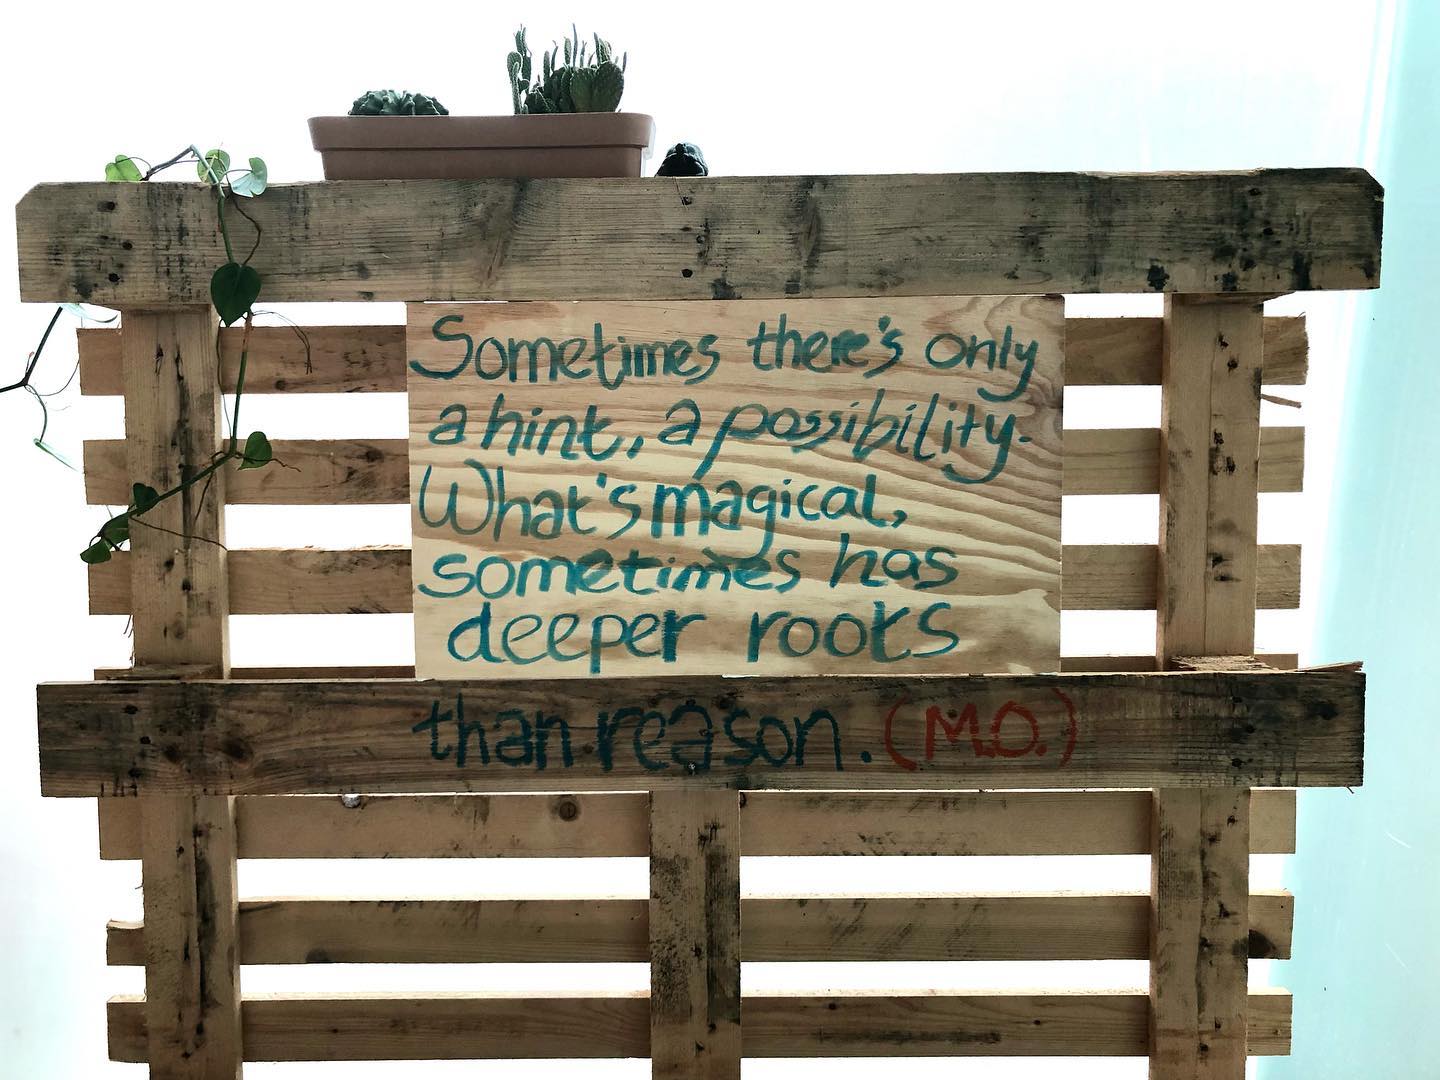 Sometimes there's only
a hint, a possibility.
What's magical,
sometimes has
deeper roots
than reason. (M.O.)